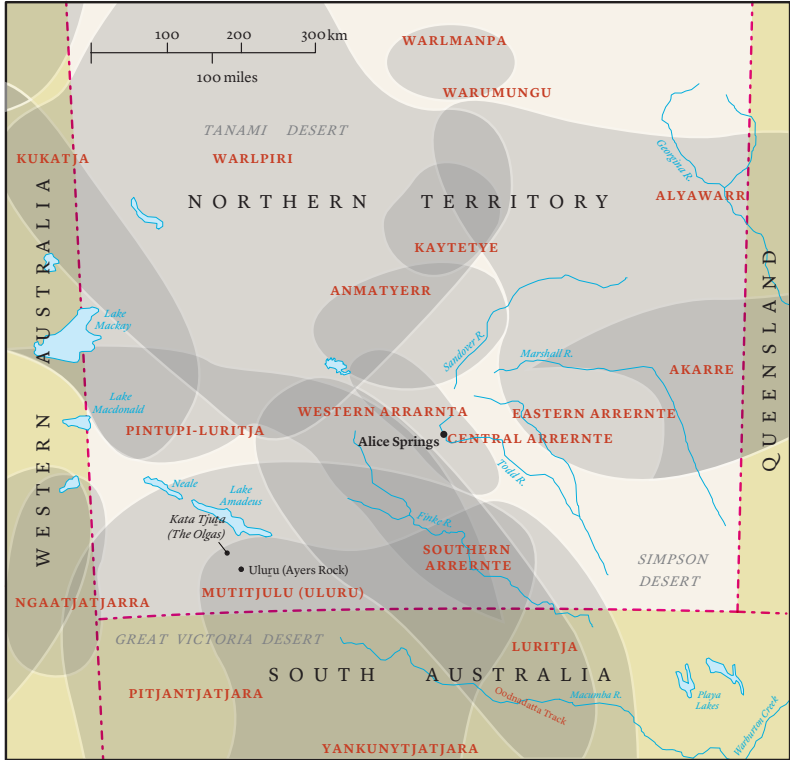 100 200 300 km
100 miles
WARLMANPA
WARUMUNGU
TANAMI DESERT
KUKATJA
WARLPIRI
Georgina R.
NORTHERN TERRITORY
ALYAWARR
KAYTETYE
ANMATYERR
WESTERN AUSTRALIA
QUEENSLAND
Lake
Mackay
Sandover R.
Marshall R.
AKARRE
Lake
Macdonald
WESTERN ARRARNTA
EASTERN ARRERNTE
PINTUPI-LURITJA
Alice Springs
CENTRAL ARRERNTE
Todd R.
Neale
Lake
Amadeus
Kata Tjuṯa
(The Olgas)
Finke R.
SOUTHERN
ARRERNTE
Uluṟu (Ayers Rock)
SIMPSON
DESERT
MUTITJULU (ULURU)
NGAATJATJARRA
GREAT VICTORIA DESERT
LURITJA
SOUTH AUSTRALIA
PITJANTJATJARA
Oodnadatta Track
Macumba R.
Playa
Lakes
Warburton Creek
YANKUNYTJATJARA